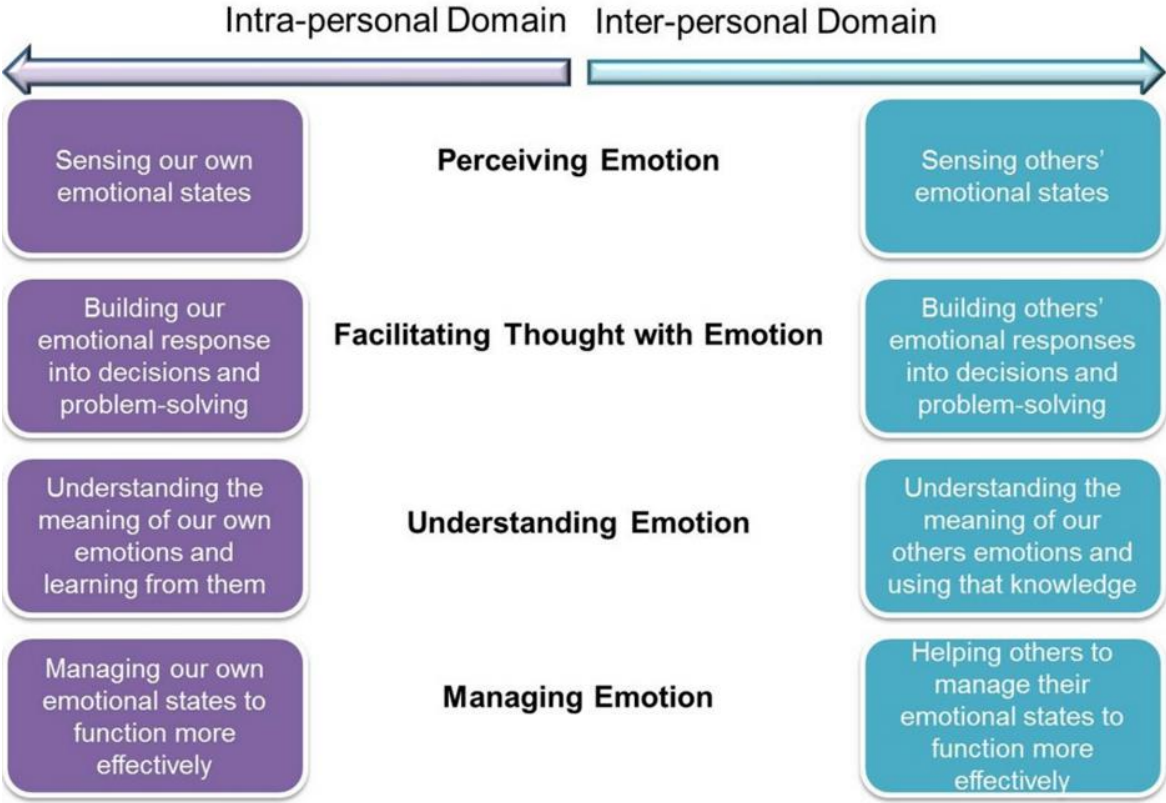 Intra-personal Domain Inter-personal Domain
Sensing our own
emotional states
Perceiving Emotion
Sensing others'
emotional states
Building our
emotional response
into decisions and
problem-solving
Facilitating Thought with Emotion
Building others'
emotional responses
into decisions and
problem-solving
Understanding the
meaning of our own
emotions and
learning from them
Understanding Emotion
Understanding the
meaning of our
others emotions and
using that knowledge
Managing our own
emotional states to
function more
effectively
Managing Emotion
Helping others to
manage their
emotional states to
function more
effectively